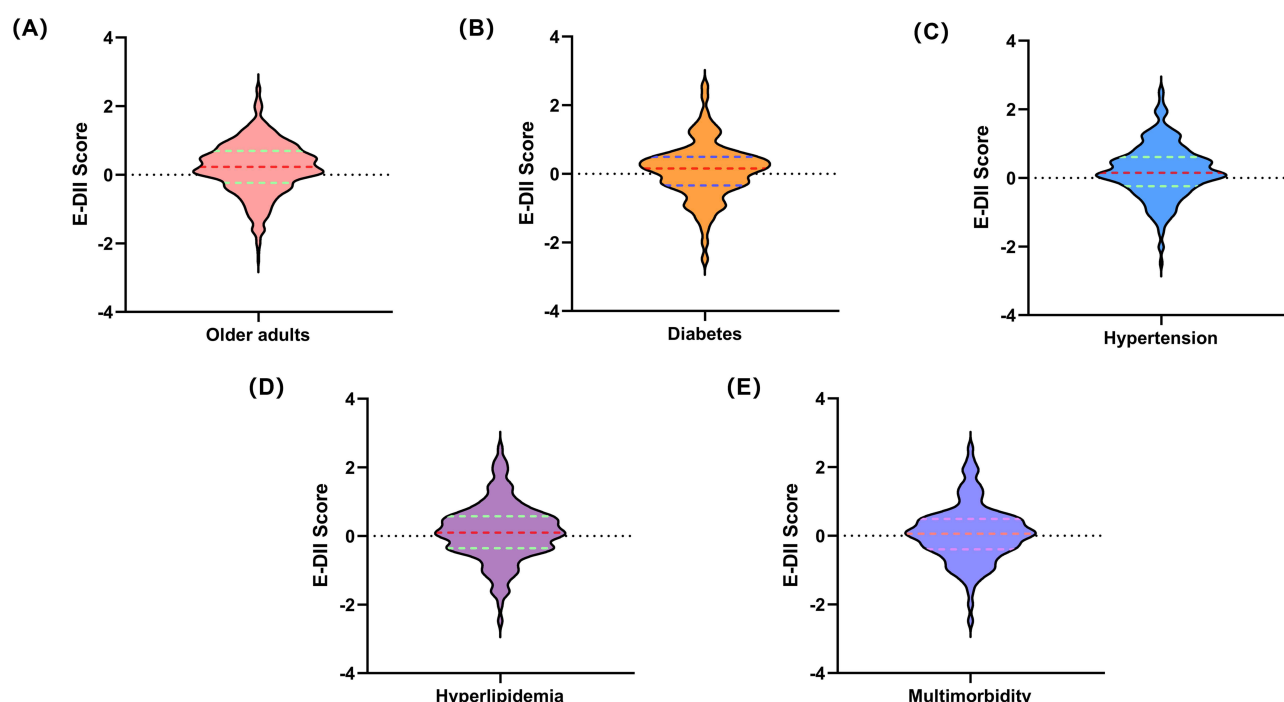 (A)
4
2
0
-2
-4
E-DII Score
Older adults
(B)
4
2
0
-2
-4
E-DII Score
Diabetes
(C)
4
2
0
-2
-4
E-DII Score
Hypertension
(D)
4
2
0
-2
-4
E-DII Score
Hyperlipidemia
(E)
4
2
0
-2
-4
E-DII Score
Multimorbidity